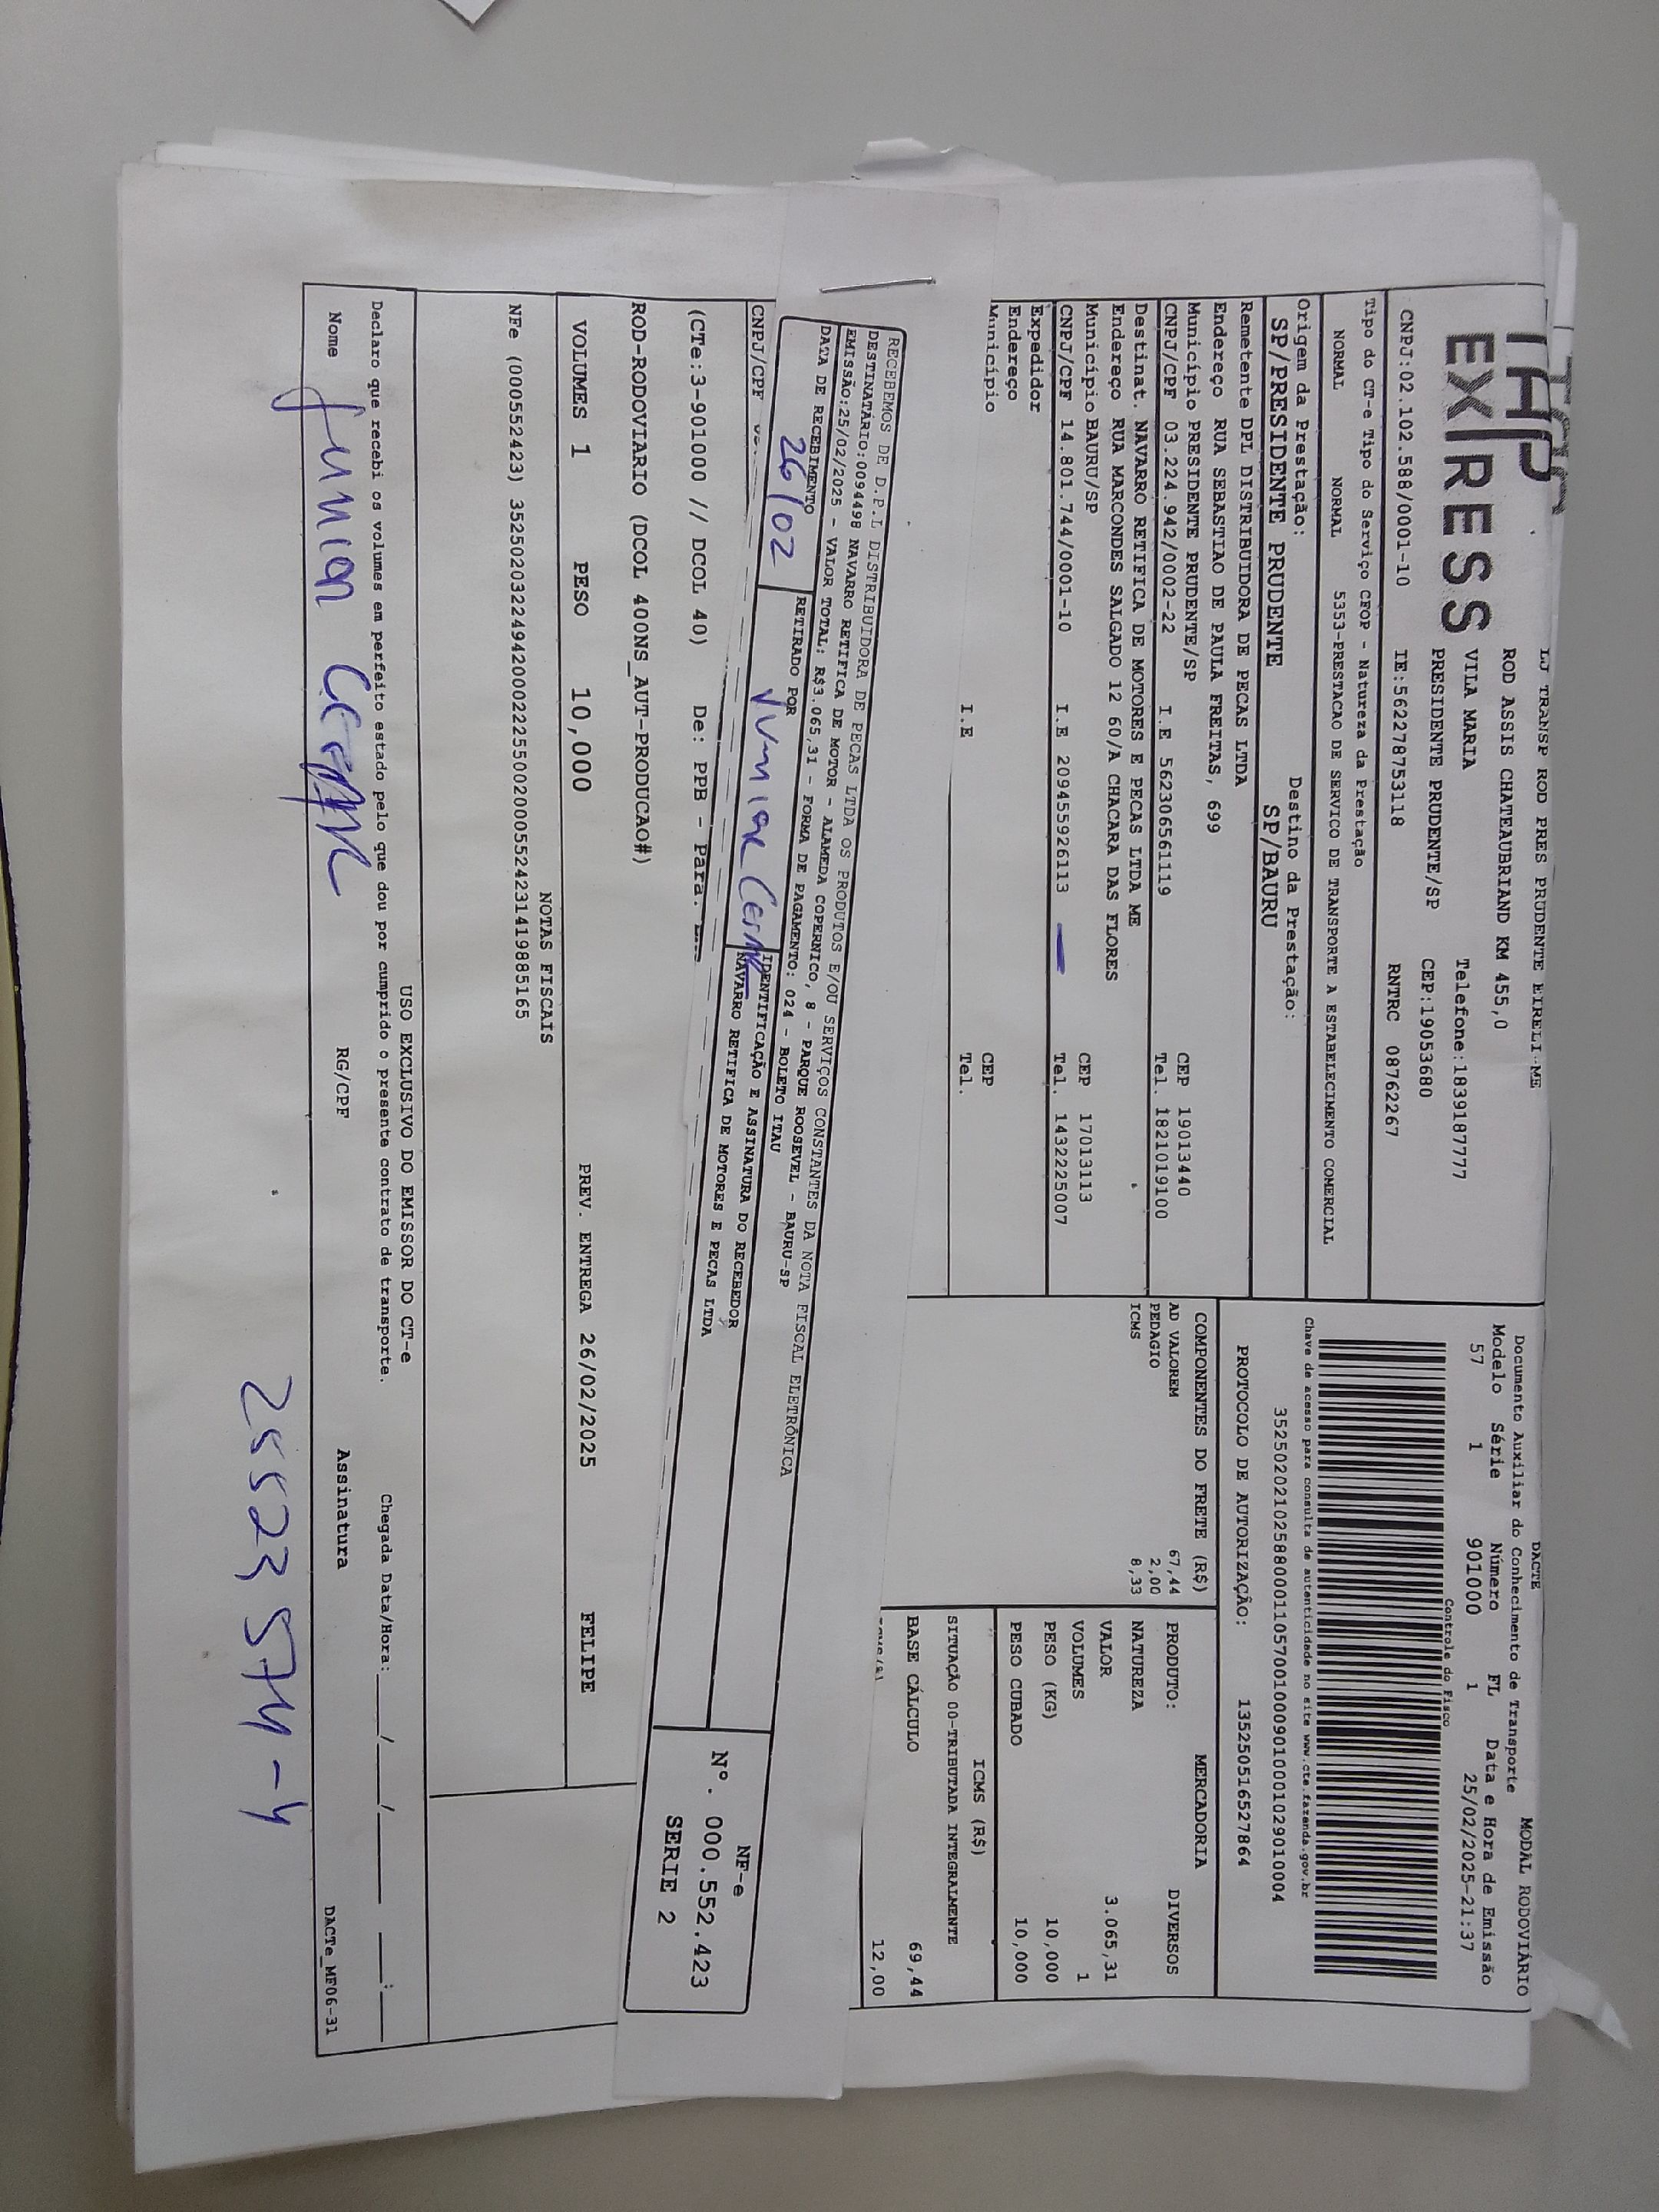 EXPRESS
LJ TRANSP ROD PRES PRUDENTE EIRELI-ME
ROD ASSIS CHATEAUBRIAND KM 455,0
VILA MARIA Telefone:1839187777
PRESIDENTE PRUDENTE/SP CEP:19053680
CNPJ:02.102.588/0001-10 IE:562278753118 RNTRC 08762267
Tipo do CT-e Tipo do Serviço CFOP - Natureza da Prestação
NORMAL NORMAL 5353-PRESTACAO DE SERVICO DE TRANSPORTE A ESTABELECIMENTO COMERCIAL
Origem da Prestação: Destino da Prestação:
SP/PRESIDENTE PRUDENTE SP/BAURU
Remetente DPL DISTRIBUIDORA DE PECAS LTDA
Endereço RUA SEBASTIAO DE PAULA FREITAS, 699
Município PRESIDENTE PRUDENTE/SP CEP 19013440
CNPJ/CPF 03.224.942/0002-22 I.E 562306561119 Tel. 1821019100
Destinat. NAVARRO RETIFICA DE MOTORES E PECAS LTDA ME
Endereço RUA MARCONDES SALGADO 12 60/A CHACARA DAS FLORES
Município BAURU/SP CEP 17013113
CNPJ/CPF 14.801.744/0001-10 I.E 209455926113 Tel. 1432225007
Expedidor
Endereço
Município CEP
I.E Tel.
DACTE MODAL RODOVIÁRIO
Documento Auxiliar do Conhecimento de Transporte
Modelo Série Número FL Data e Hora de Emissão
57 1 901000 1 25/02/2025-21:37
Controle do Fisco
Chave de acesso para consulta de autenticidade no site www.cte.fazenda.gov.br
35250202102588000110570010009010001029010004
PROTOCOLO DE AUTORIZAÇÃO: 135250516527864
COMPONENTES DO FRETE (R$)
AD VALOREM 67,44
PEDAGIO 2,00
ICMS 8,33
MERCADORIA
PRODUTO: DIVERSOS
NATUREZA
VALOR 3.065,31
VOLUMES 1
PESO (KG) 10,000
PESO CUBADO 10,000
ICMS (R$)
SITUAÇÃO 00-TRIBUTADA INTEGRALMENTE
BASE CÁLCULO 69,44
12,00
RECEBEMOS DE D.P.L DISTRIBUIDORA DE PECAS LTDA OS PRODUTOS E/OU SERVIÇOS CONSTANTES DA NOTA FISCAL ELETRÔNICA
DESTINATÁRIO:0094498 NAVARRO RETIFICA DE MOTOR - ALAMEDA COPERNICO, 8 - PARQUE ROOSEVEL - BAURU-SP
EMISSÃO:25/02/2025 - VALOR TOTAL: R$3.065,31 - FORMA DE PAGAMENTO: 024 - BOLETO ITAU
DATA DE RECEBIMENTO RETIRADO POR IDENTIFICAÇÃO E ASSINATURA DO RECEBEDOR
26/02 Junior NAVARRO RETIFICA DE MOTORES E PECAS LTDA
NF-e
Nº. 000.552.423
SERIE 2
CNPJ/CPF
(CTe:3-901000 // DCOL 40) De: PPB - Para:
ROD-RODOVIARIO (DCOL 400NS_AUT-PRODUCAO#)
VOLUMES 1 PESO 10,000 PREV. ENTREGA 26/02/2025 FELIPE
NOTAS FISCAIS
NFe (000552423) 35250203224942000222550020005524231419885165
USO EXCLUSIVO DO EMISSOR DO CT-e
Declaro que recebi os volumes em perfeito estado pelo que dou por cumprido o presente contrato de transporte. Chegada Data/Hora:____/____/____ ___:___
Nome Junior RG/CPF Assinatura DACTe_MF06-31
25523574-4